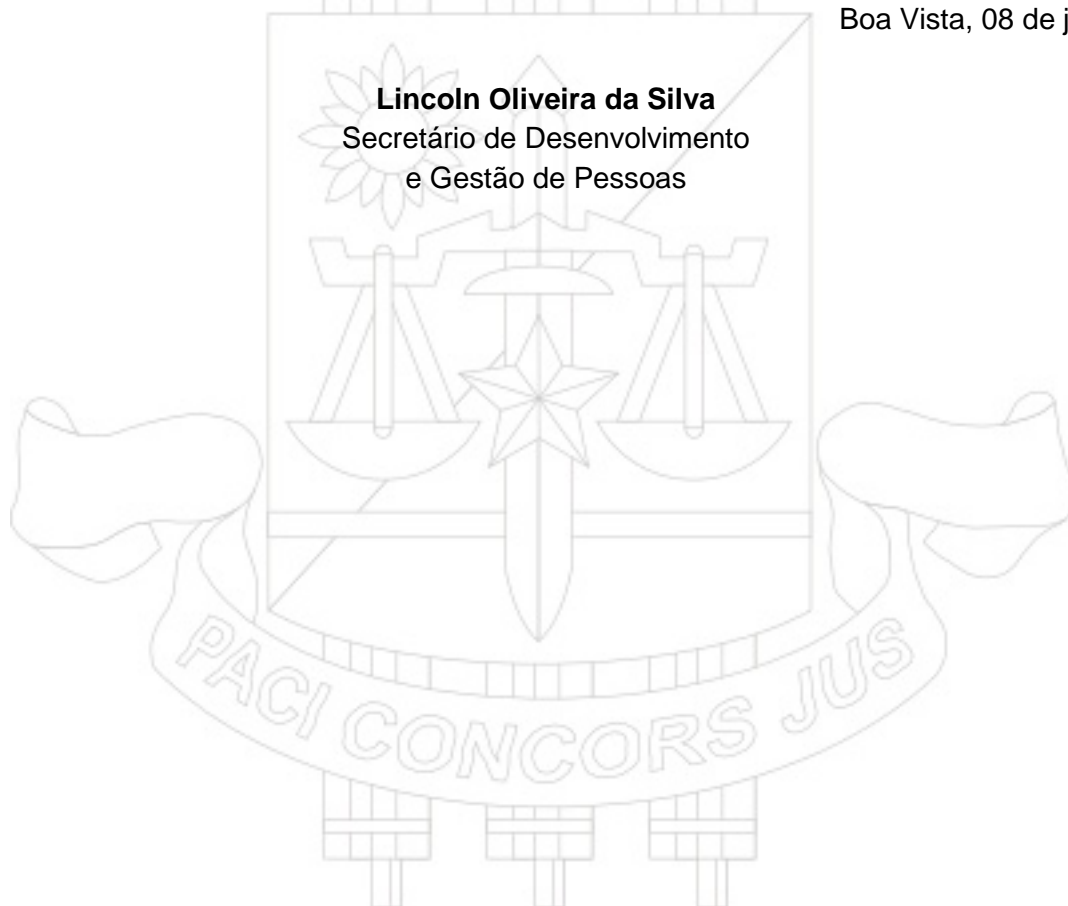 Boa Vista, 08 de j
Lincoln Oliveira da Silva
Secretário de Desenvolvimento
e Gestão de Pessoas
PACI CONCORS JUS